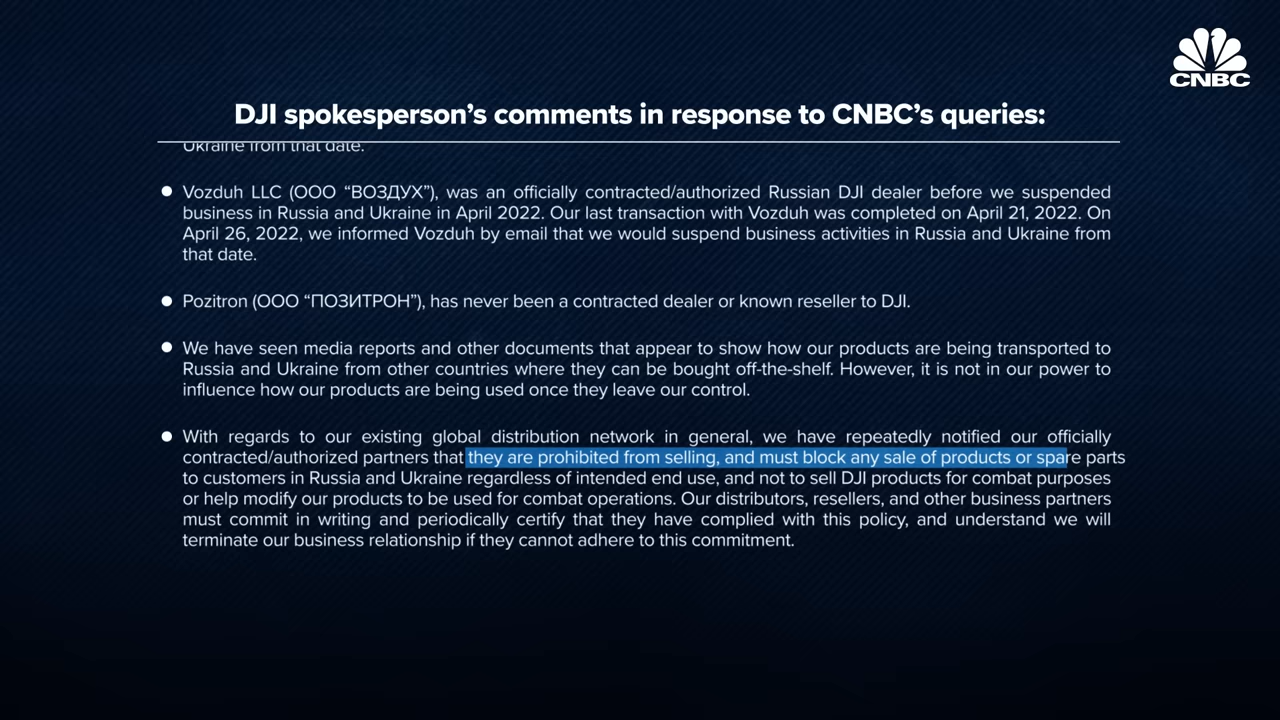 CNBC
DJI spokesperson’s comments in response to CNBC’s queries:
Ukraine from that date.
Vozduh LLC (ООО “ВОЗДУХ”), was an officially contracted/authorized Russian DJI dealer before we suspended
business in Russia and Ukraine in April 2022. Our last transaction with Vozduh was completed on April 21, 2022. On
April 26, 2022, we informed Vozduh by email that we would suspend business activities in Russia and Ukraine from
that date.
Pozitron (ООО “ПОЗИТРОН”), has never been a contracted dealer or known reseller to DJI.
We have seen media reports and other documents that appear to show how our products are being transported to
Russia and Ukraine from other countries where they can be bought off-the-shelf. However, it is not in our power to
influence how our products are being used once they leave our control.
With regards to our existing global distribution network in general, we have repeatedly notified our officially
contracted/authorized partners that they are prohibited from selling, and must block any sale of products or spare parts
to customers in Russia and Ukraine regardless of intended end use, and not to sell DJI products for combat purposes
or help modify our products to be used for combat operations. Our distributors, resellers, and other business partners
must commit in writing and periodically certify that they have complied with this policy, and understand we will
terminate our business relationship if they cannot adhere to this commitment.